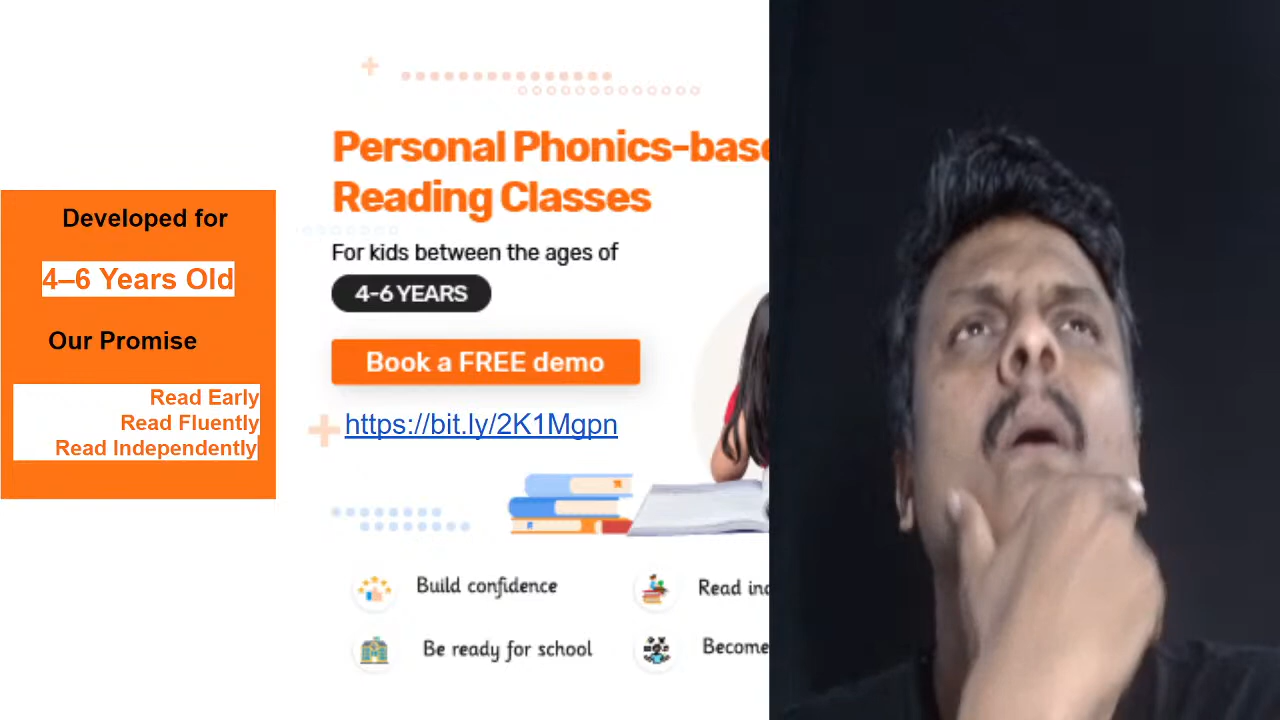 Developed for
4–6 Years Old
Our Promise
Read Early
Read Fluently
Read Independently
Personal Phonics-bas
Reading Classes
For kids between the ages of
4-6 YEARS
Book a FREE demo
https://bit.ly/2K1Mgpn
Build confidence
Read in
Be ready for school
Become